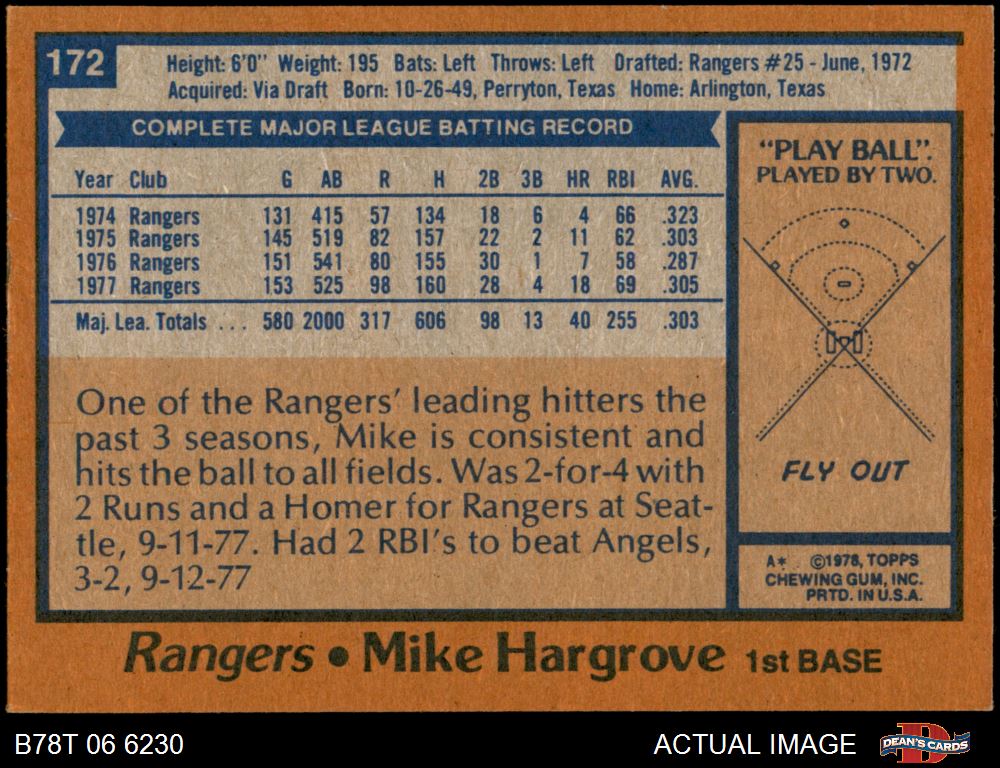 172
Height: 6'0" Weight: 195 Bats: Left Throws: Left Drafted: Rangers #25 - June, 1972
Acquired: Via Draft Born: 10-26-49, Perryton, Texas Home: Arlington, Texas
COMPLETE MAJOR LEAGUE BATTING RECORD
Year Club G AB R H 2B 3B HR RBI AVG.
1974 Rangers 131 415 57 134 18 6 4 66 .323
1975 Rangers 145 519 82 157 22 2 11 62 .303
1976 Rangers 151 541 80 155 30 1 7 58 .287
1977 Rangers 153 525 98 160 28 4 18 69 .305
Maj. Lea. Totals ... 580 2000 317 606 98 13 40 255 .303
One of the Rangers' leading hitters the
past 3 seasons, Mike is consistent and
hits the ball to all fields. Was 2-for-4 with
2 Runs and a Homer for Rangers at Seat-
tle, 9-11-77. Had 2 RBI's to beat Angels,
3-2, 9-12-77
"PLAY BALL".
PLAYED BY TWO.
FLY OUT
A* ©1978, TOPPS
CHEWING GUM, INC.
PRTD. IN U.S.A.
Rangers • Mike Hargrove 1st BASE
B78T 06 6230
ACTUAL IMAGE
D
DEAN'S CARDS